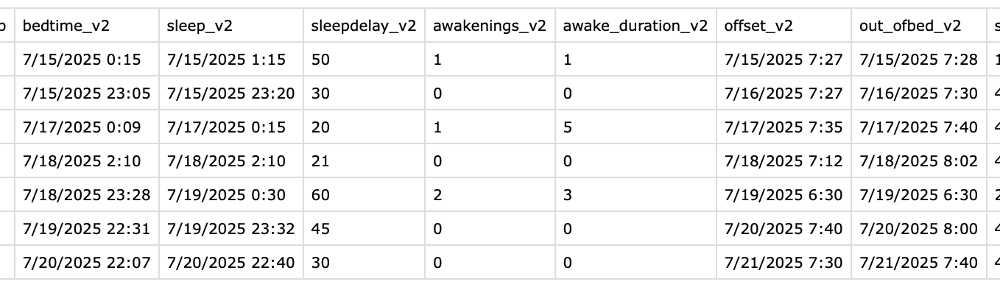 p bedtime_v2 sleep_v2 sleepdelay_v2 awakenings_v2 awake_duration_v2 offset_v2 out_ofbed_v2 s
7/15/2025 0:15 7/15/2025 1:15 50 1 1 7/15/2025 7:27 7/15/2025 7:28 1
7/15/2025 23:05 7/15/2025 23:20 30 0 0 7/16/2025 7:27 7/16/2025 7:30 4
7/17/2025 0:09 7/17/2025 0:15 20 1 5 7/17/2025 7:35 7/17/2025 7:40 4
7/18/2025 2:10 7/18/2025 2:10 21 0 0 7/18/2025 7:12 7/18/2025 8:02 4
7/18/2025 23:28 7/19/2025 0:30 60 2 3 7/19/2025 6:30 7/19/2025 6:30 2
7/19/2025 22:31 7/19/2025 23:32 45 0 0 7/20/2025 7:40 7/20/2025 8:00 4
7/20/2025 22:07 7/20/2025 22:40 30 0 0 7/21/2025 7:30 7/21/2025 7:40 4